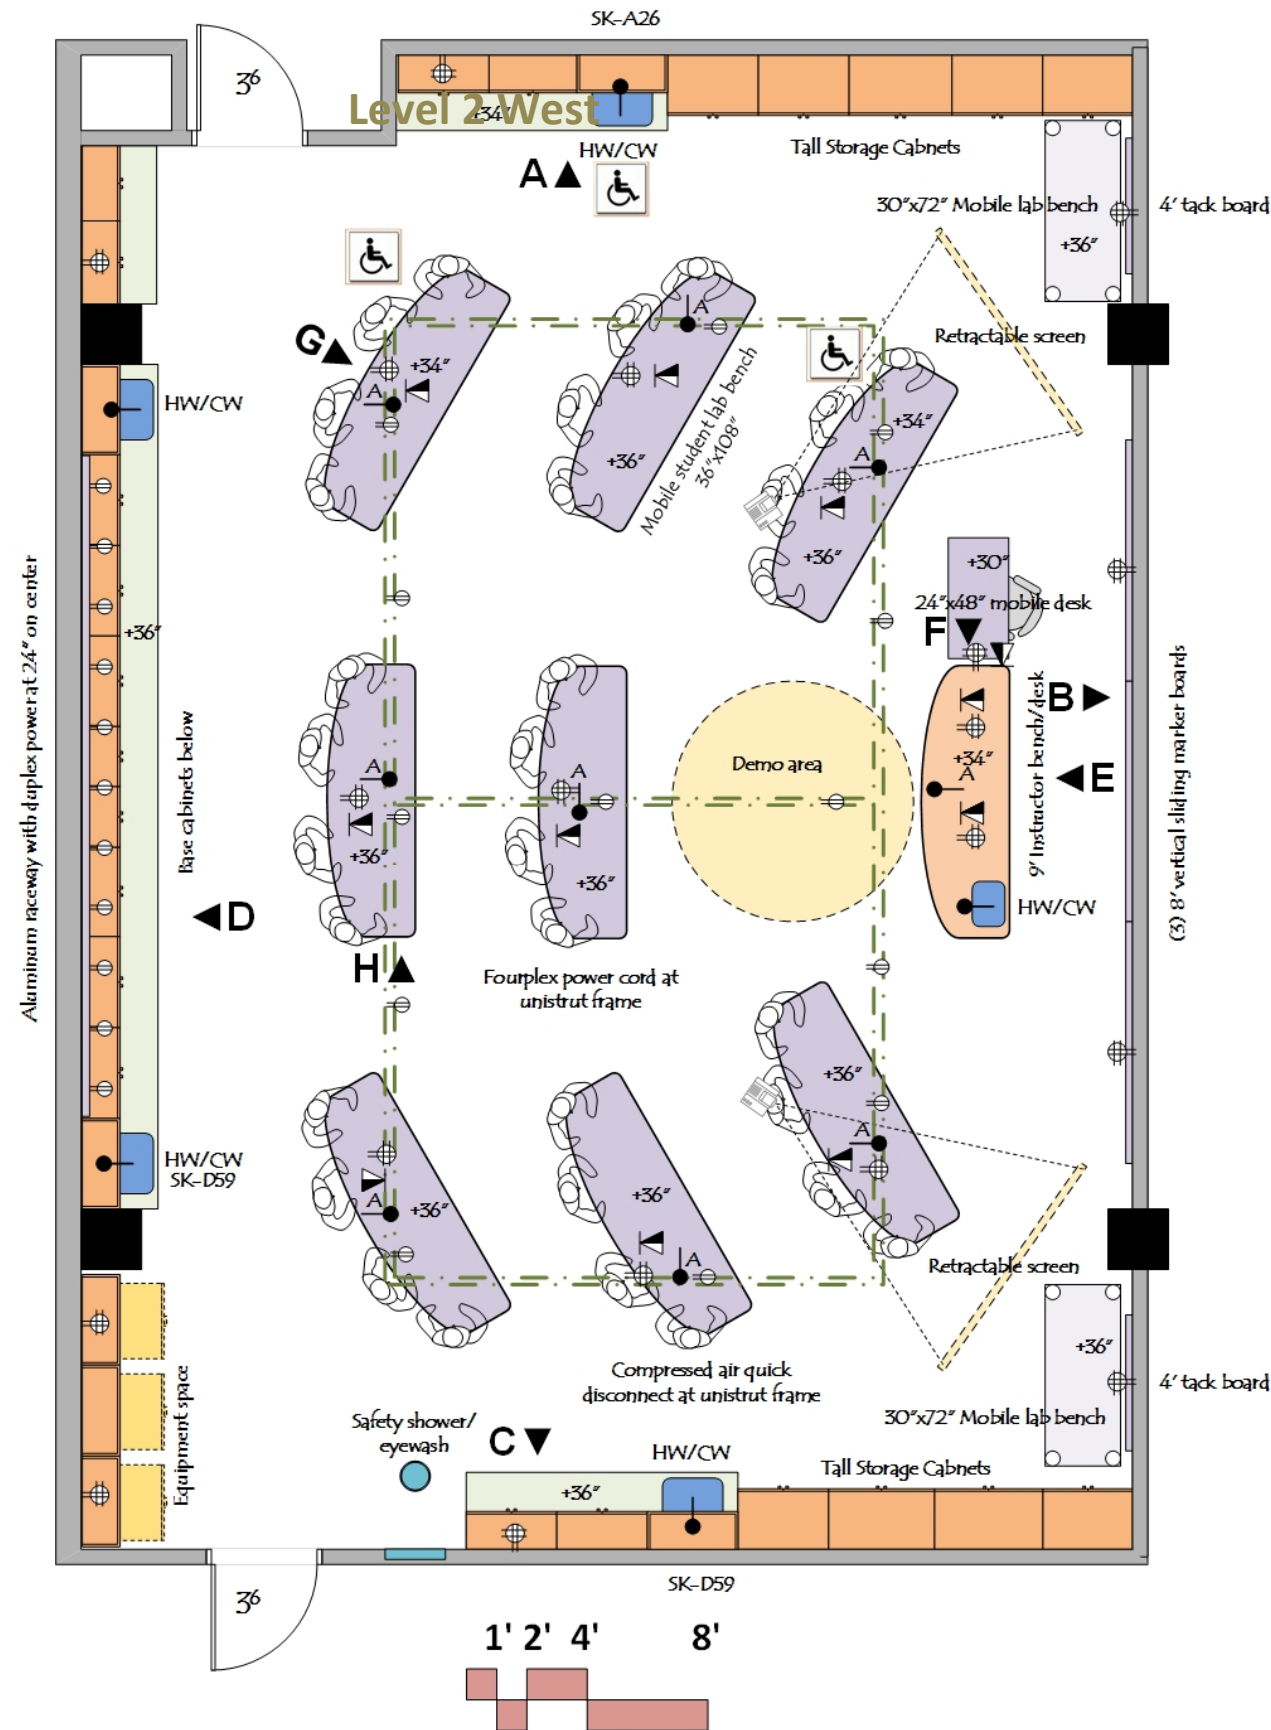 SK-A26
3⁶
Level 2 West
+34"
HW/CW
Tall Storage Cabnets
A
30"x72" Mobile lab bench
4' tack board
+36"
G
+34"
A
A
Retractable screen
Mobile student lab bench
36"x108"
+36"
+34"
A
+36"
HW/CW
Aluminum raceway with duplex power at 24" on center
+36"
Base cabinets below
+30"
24"x48" mobile desk
F
B
9' Instructor bench/desk
+34"
A
E
(3) 8' vertical sliding marker boards
Demo area
A
+36"
A
+36"
HW/CW
D
H
Fourplex power cord at
unistrut frame
+36"
A
HW/CW
SK-D59
A
+36"
+36"
A
Retractable screen
+36"
30"x72" Mobile lab bench
4' tack board
Equipment space
Compressed air quick
disconnect at unistrut frame
Safety shower/
eyewash
C
HW/CW
Tall Storage Cabnets
+36"
3⁶
SK-D59
1' 2' 4' 8'